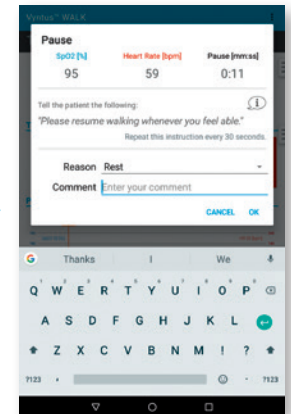 Vyntus™ WALK
Pause
SpO2 [%] Heart Rate [bpm] Pause [mm:ss]
95 59 0:11
Tell the patient the following:
"Please resume walking whenever you feel able."
Repeat this instruction every 30 seconds.
Reason Rest
Comment Enter your comment
CANCEL OK
G Thanks I We
Q W E R T Y U I O P
A S D F G H J K L
Z X C V B N M ! ?
?123 , . ?123